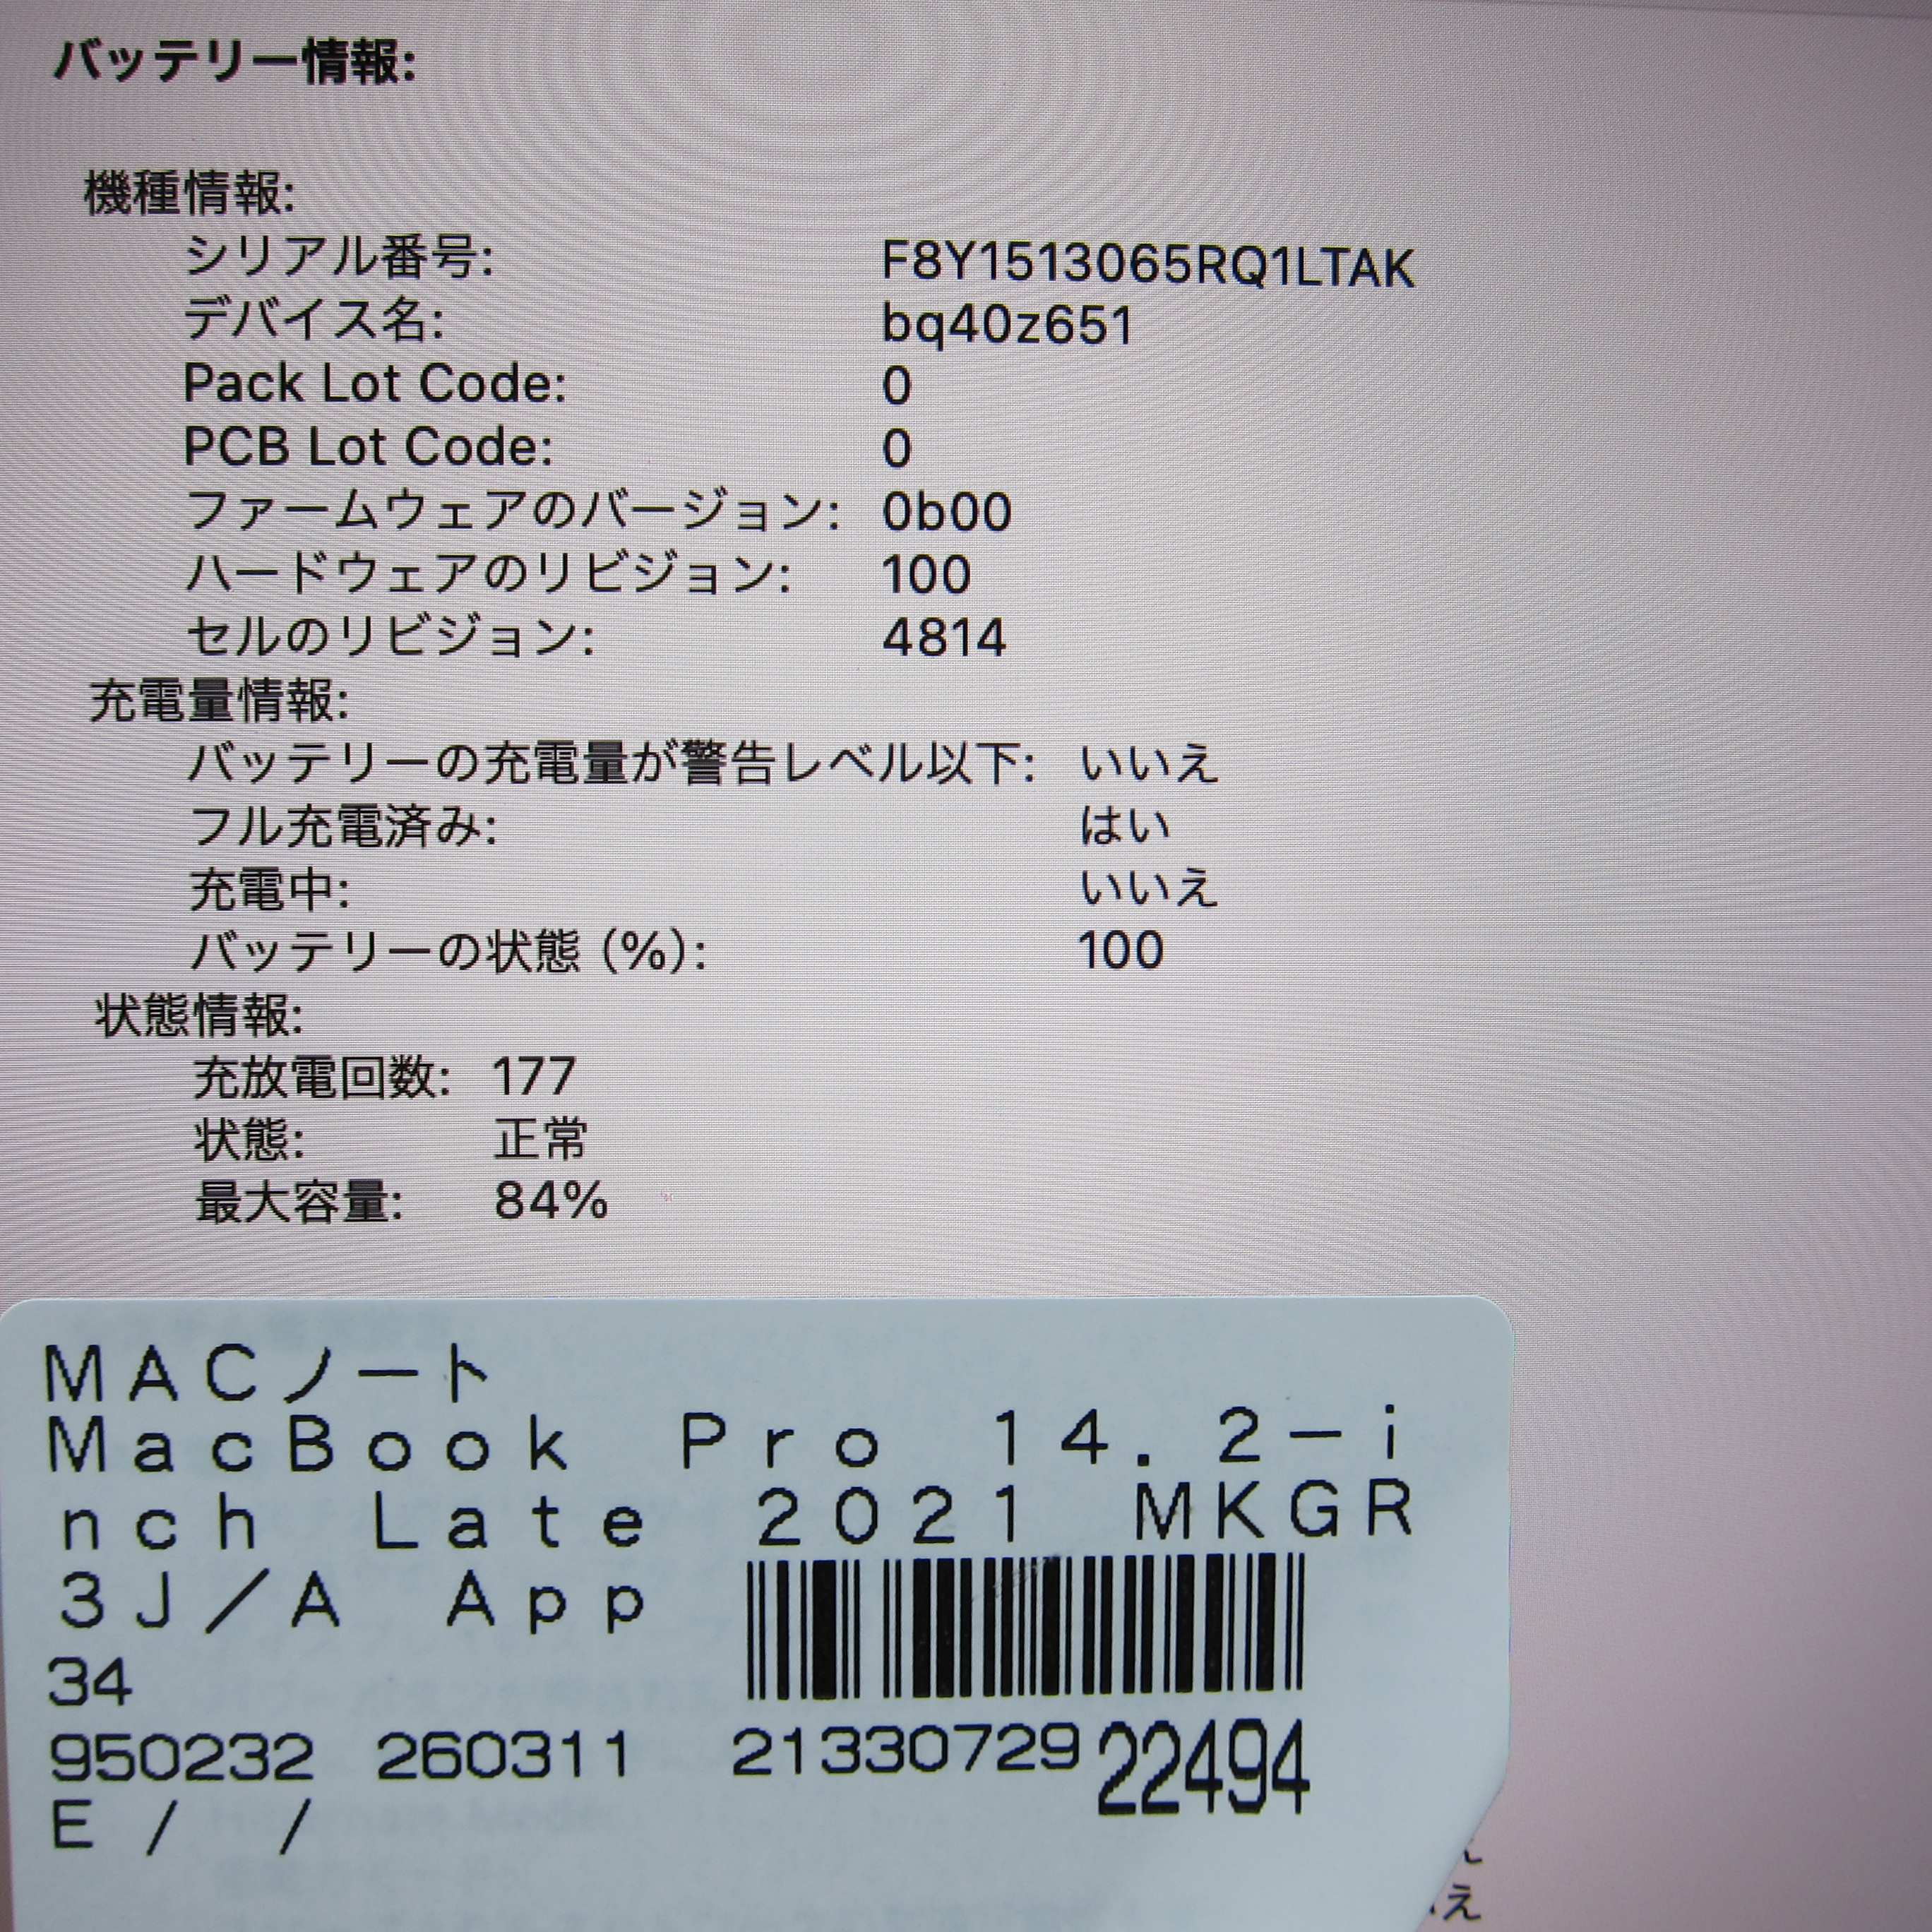 バッテリー情報:
機種情報:
シリアル番号: F8Y1513065RQ1LTAK
デバイス名: bq40z651
Pack Lot Code: 0
PCB Lot Code: 0
ファームウェアのバージョン: 0b00
ハードウェアのリビジョン: 100
セルのリビジョン: 4814
充電量情報:
バッテリーの充電量が警告レベル以下: いいえ
フル充電済み: はい
充電中: いいえ
バッテリーの状態 (%): 100
状態情報:
充放電回数: 177
状態: 正常
最大容量: 84%
MACノート
MacBook Pro 14.2-i
nch Late 2021 MKGR
3J/A App
34
950232 260311 21330729 22494
E / /
え